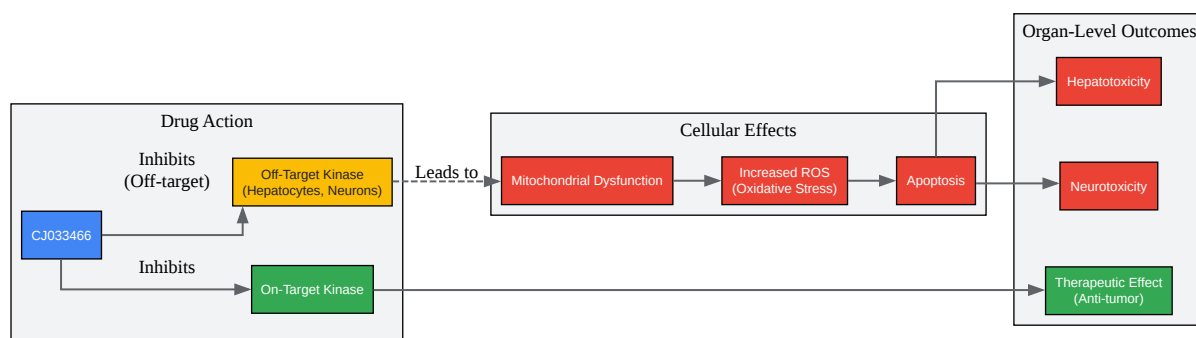 Organ-Level Outcomes
Hepatotoxicity
Drug Action
Cellular Effects
Inhibits
(Off-target)
Off-Target Kinase
(Hepatocytes, Neurons)
Leads to
Mitochondrial Dysfunction
Increased ROS
(Oxidative Stress)
Apoptosis
Neurotoxicity
CJ033466
Inhibits
On-Target Kinase
Therapeutic Effect
(Anti-tumor)